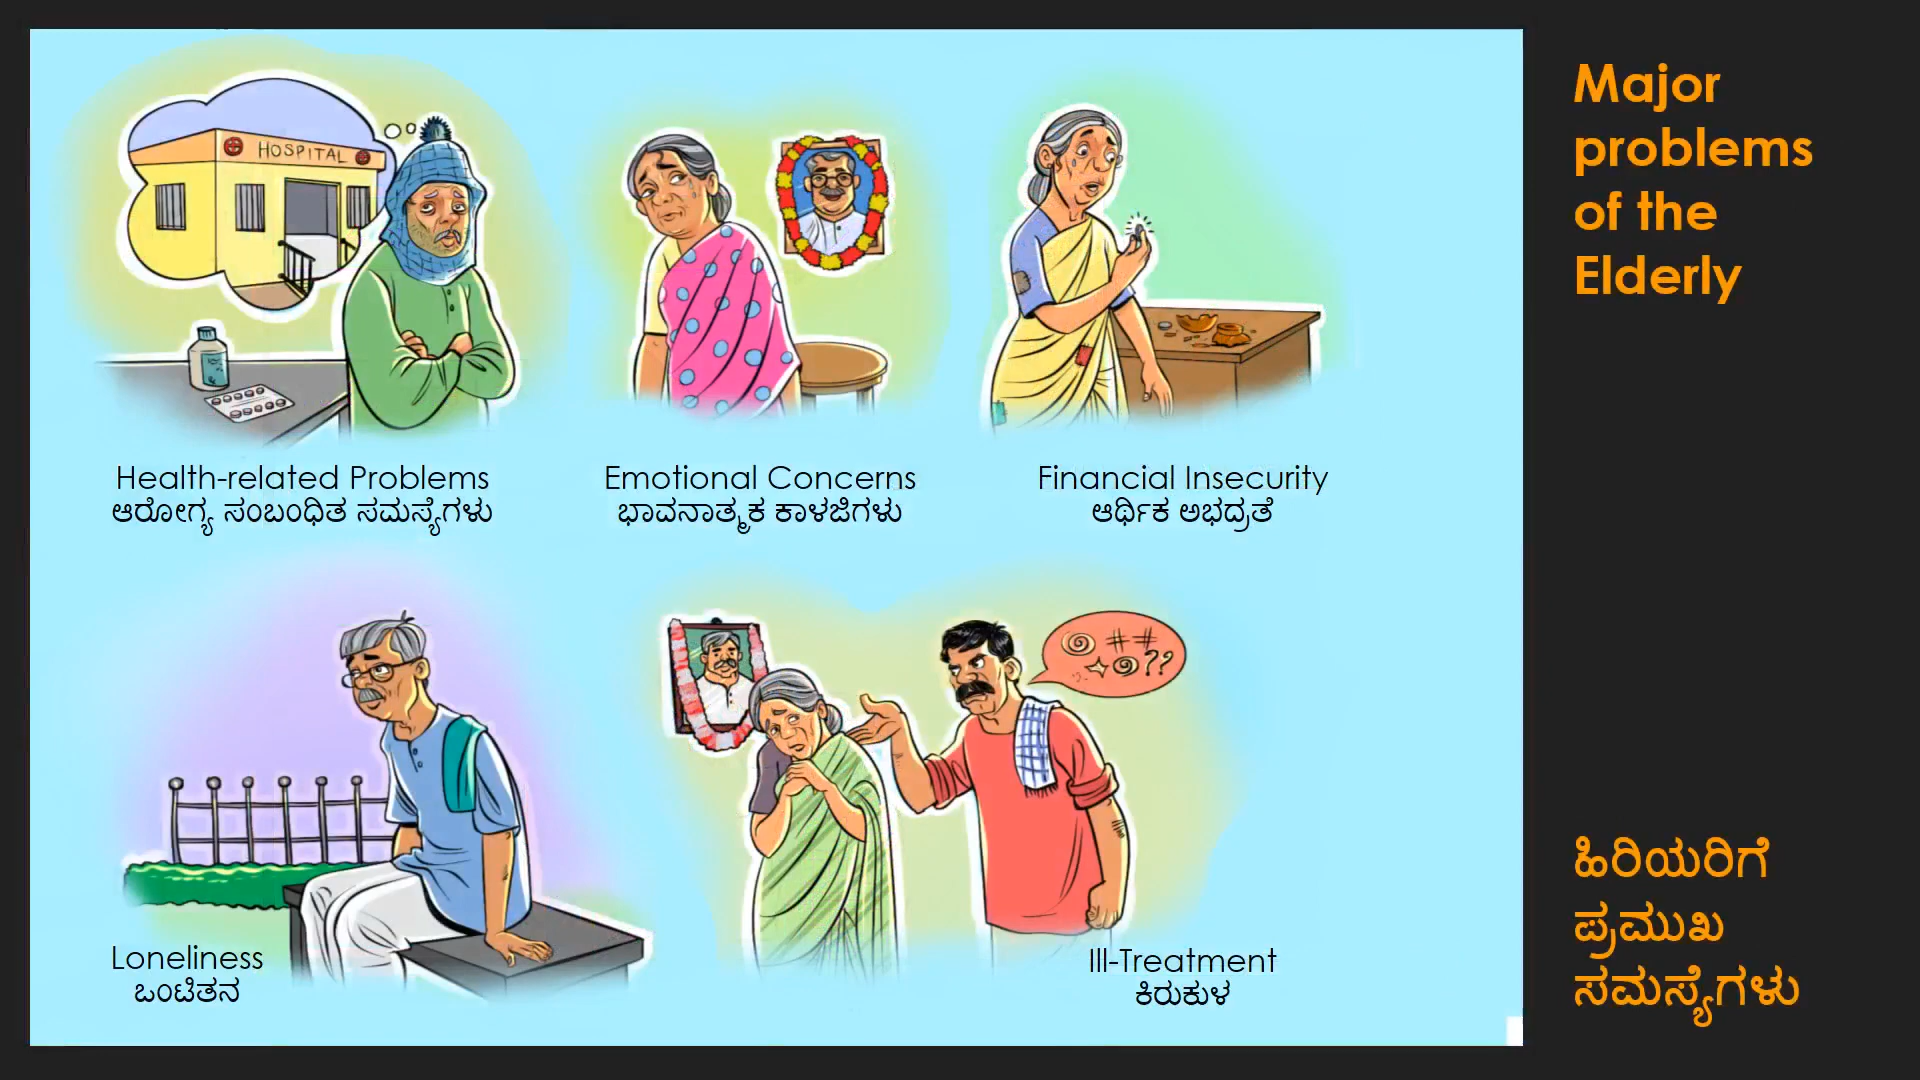 Major
problems
of the
Elderly
HOSPITAL
Health-related Problems
ಆರೋಗ್ಯ ಸಂಬಂಧಿತ ಸಮಸ್ಯೆಗಳು
Emotional Concerns
ಭಾವನಾತ್ಮಕ ಕಾಳಜಿಗಳು
Financial Insecurity
ಆರ್ಥಿಕ ಅಭದ್ರತೆ
##
??
Loneliness
ಒಂಟಿತನ
Ill-Treatment
ಕಿರುಕುಳ
ಹಿರಿಯರಿಗೆ
ಪ್ರಮುಖ
ಸಮಸ್ಯೆಗಳು